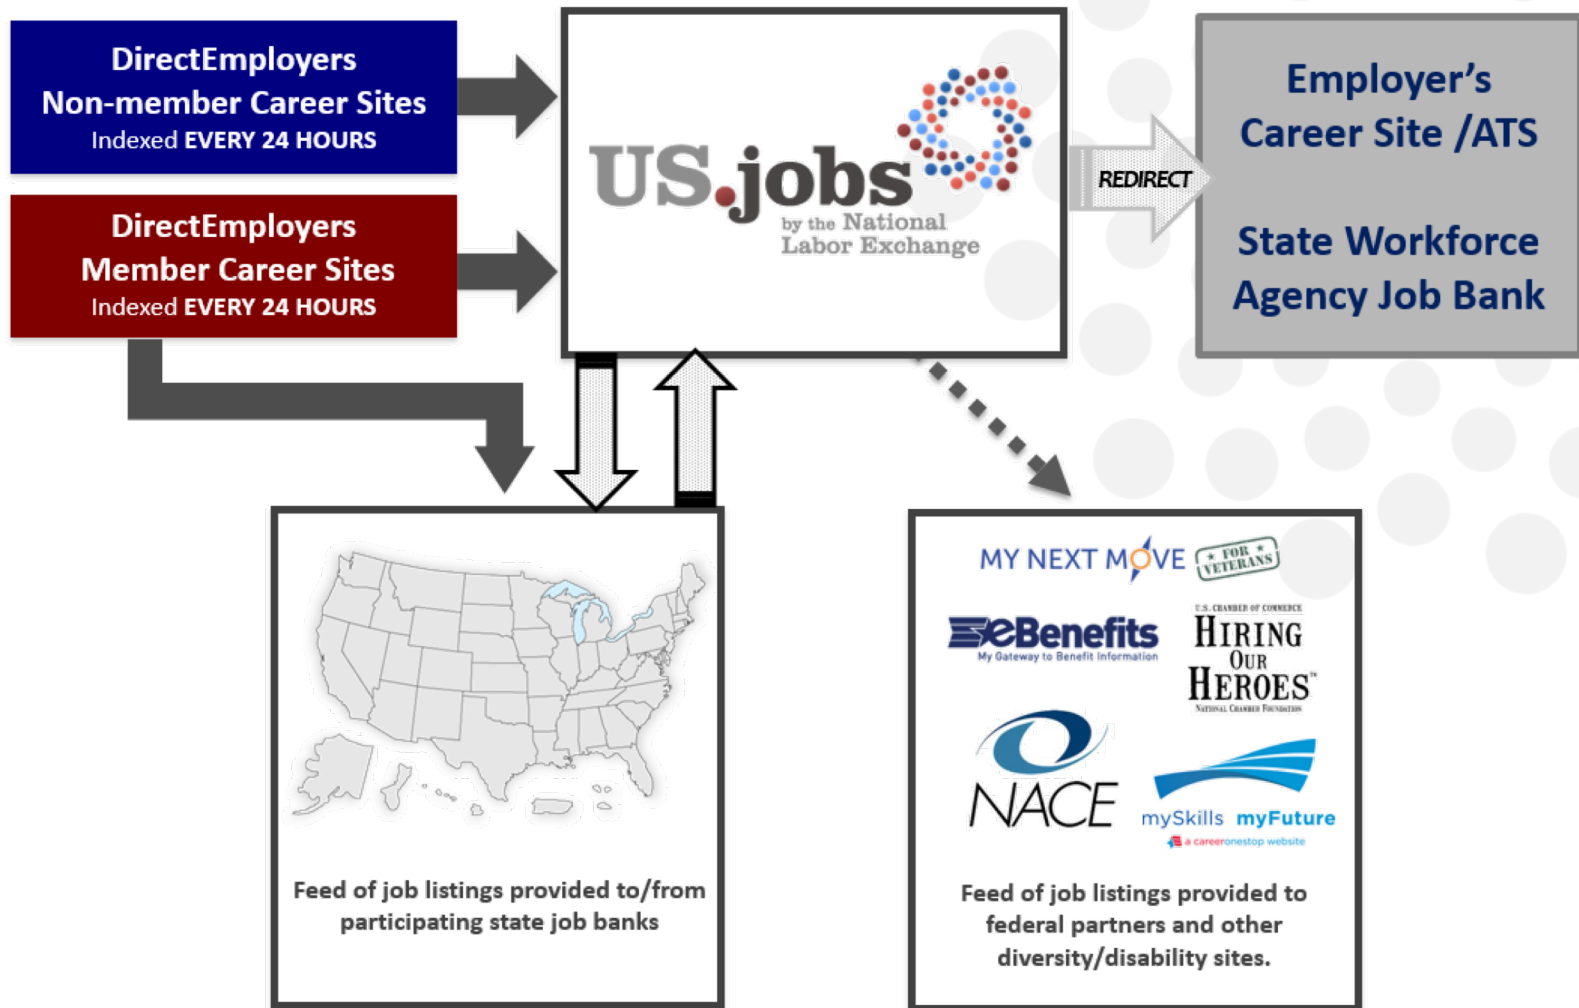 DirectEmployers
Non-member Career Sites
Indexed EVERY 24 HOURS
DirectEmployers
Member Career Sites
Indexed EVERY 24 HOURS
US.jobs
by the National
Labor Exchange
REDIRECT
Employer's
Career Site /ATS
State Workforce
Agency Job Bank
Feed of job listings provided to/from
participating state job banks
MY NEXT MOVE
FOR
VETERANS
eBenefits
My Gateway to Benefit Information
U.S. CHAMBER OF COMMERCE
HIRING
OUR
HEROES™
NATIONAL CHAMBER FOUNDATION
NACE
mySkills myFuture
a careeronestop website
Feed of job listings provided to
federal partners and other
diversity/disability sites.